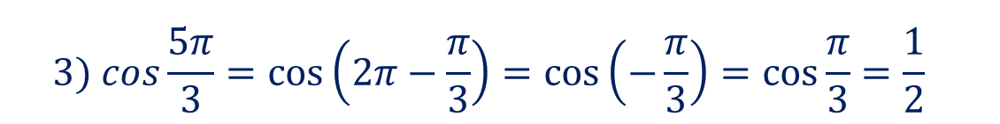 3) cos 5π/3 = cos (2π − π/3) = cos (−π/3) = cos π/3 = 1/2